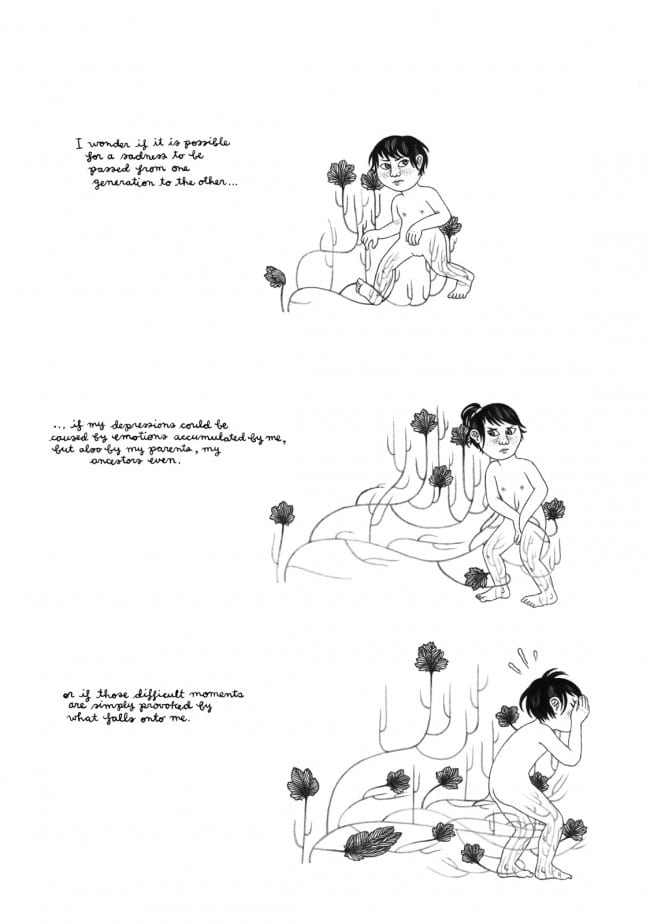 I wonder if it is possible
for a sadness to be
passed from one
generation to the other...
... if my depressions could be
caused by emotions accumulated by me,
but also by my parents, my
ancestors even.
or if those difficult moments
are simply provoked by
what falls onto me.